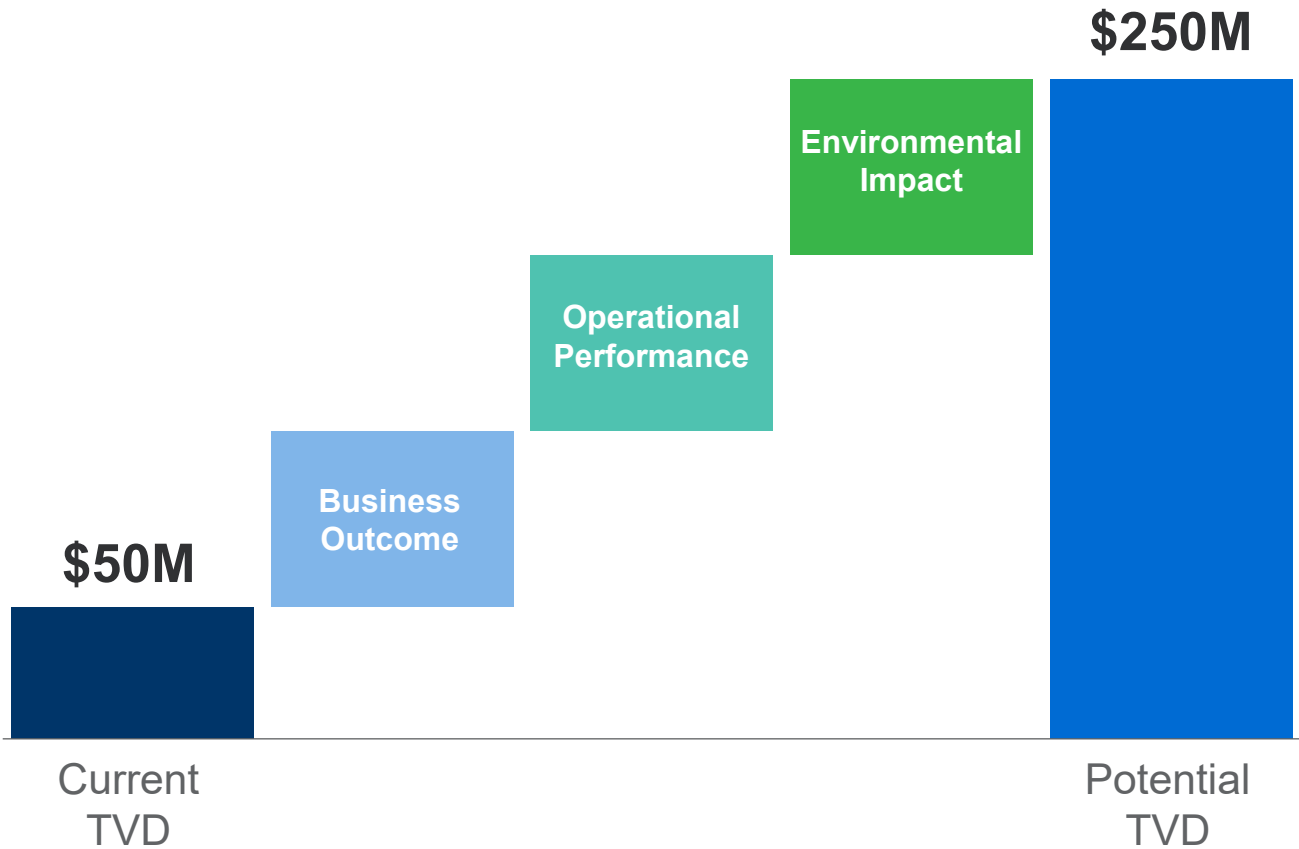 $250M
Environmental
Impact
Operational
Performance
Business
Outcome
$50M
Current
TVD
Potential
TVD